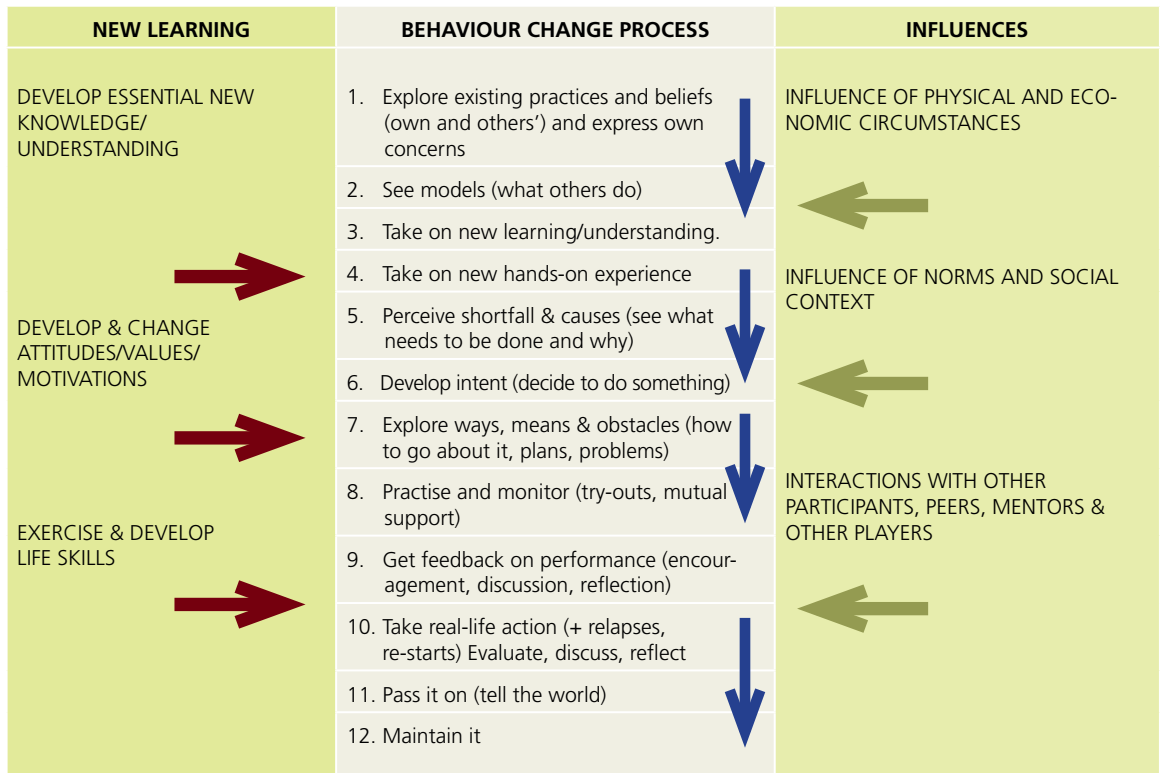 NEW LEARNING
DEVELOP ESSENTIAL NEW
KNOWLEDGE/
UNDERSTANDING
DEVELOP & CHANGE
ATTITUDES/VALUES/
MOTIVATIONS
EXERCISE & DEVELOP
LIFE SKILLS
BEHAVIOUR CHANGE PROCESS
1. Explore existing practices and beliefs
(own and others’) and express own
concerns
2. See models (what others do)
3. Take on new learning/understanding.
4. Take on new hands-on experience
5. Perceive shortfall & causes (see what
needs to be done and why)
6. Develop intent (decide to do something)
7. Explore ways, means & obstacles (how
to go about it, plans, problems)
8. Practise and monitor (try-outs, mutual
support)
9. Get feedback on performance (encour-
agement, discussion, reflection)
10. Take real-life action (+ relapses,
re-starts) Evaluate, discuss, reflect
11. Pass it on (tell the world)
12. Maintain it
INFLUENCES
INFLUENCE OF PHYSICAL AND ECO-
NOMIC CIRCUMSTANCES
INFLUENCE OF NORMS AND SOCIAL
CONTEXT
INTERACTIONS WITH OTHER
PARTICIPANTS, PEERS, MENTORS &
OTHER PLAYERS